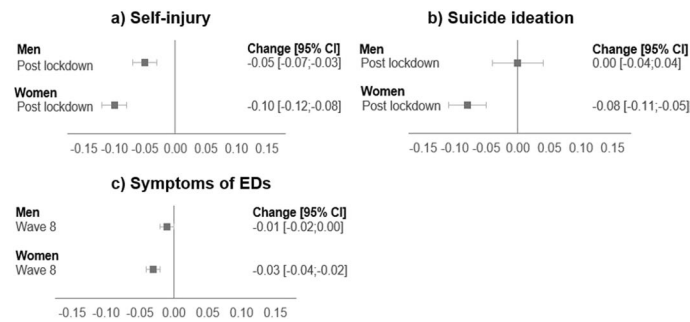 a) Self-injury
Men Change [95% CI]
Post lockdown -0.05 [-0.07;-0.03]
Women
Post lockdown -0.10 [-0.12;-0.08]
-0.15 -0.10 -0.05 0.00 0.05 0.10 0.15
b) Suicide ideation
Men Change [95% CI]
Post lockdown 0.00 [-0.04;0.04]
Women
Post lockdown -0.08 [-0.11;-0.05]
-0.15 -0.10 -0.05 0.00 0.05 0.10 0.15
c) Symptoms of EDs
Men Change [95% CI]
Wave 8 -0.01 [-0.02;0.00]
Women
Wave 8 -0.03 [-0.04;-0.02]
-0.15 -0.10 -0.05 0.00 0.05 0.10 0.15